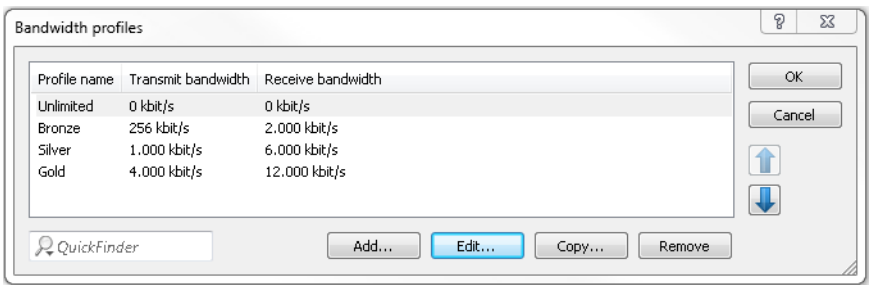 Bandwidth profiles
Profile name Transmit bandwidth Receive bandwidth
Unlimited 0 kbit/s 0 kbit/s
Bronze 256 kbit/s 2.000 kbit/s
Silver 1.000 kbit/s 6.000 kbit/s
Gold 4.000 kbit/s 12.000 kbit/s
OK
Cancel
QuickFinder
Add... Edit... Copy... Remove